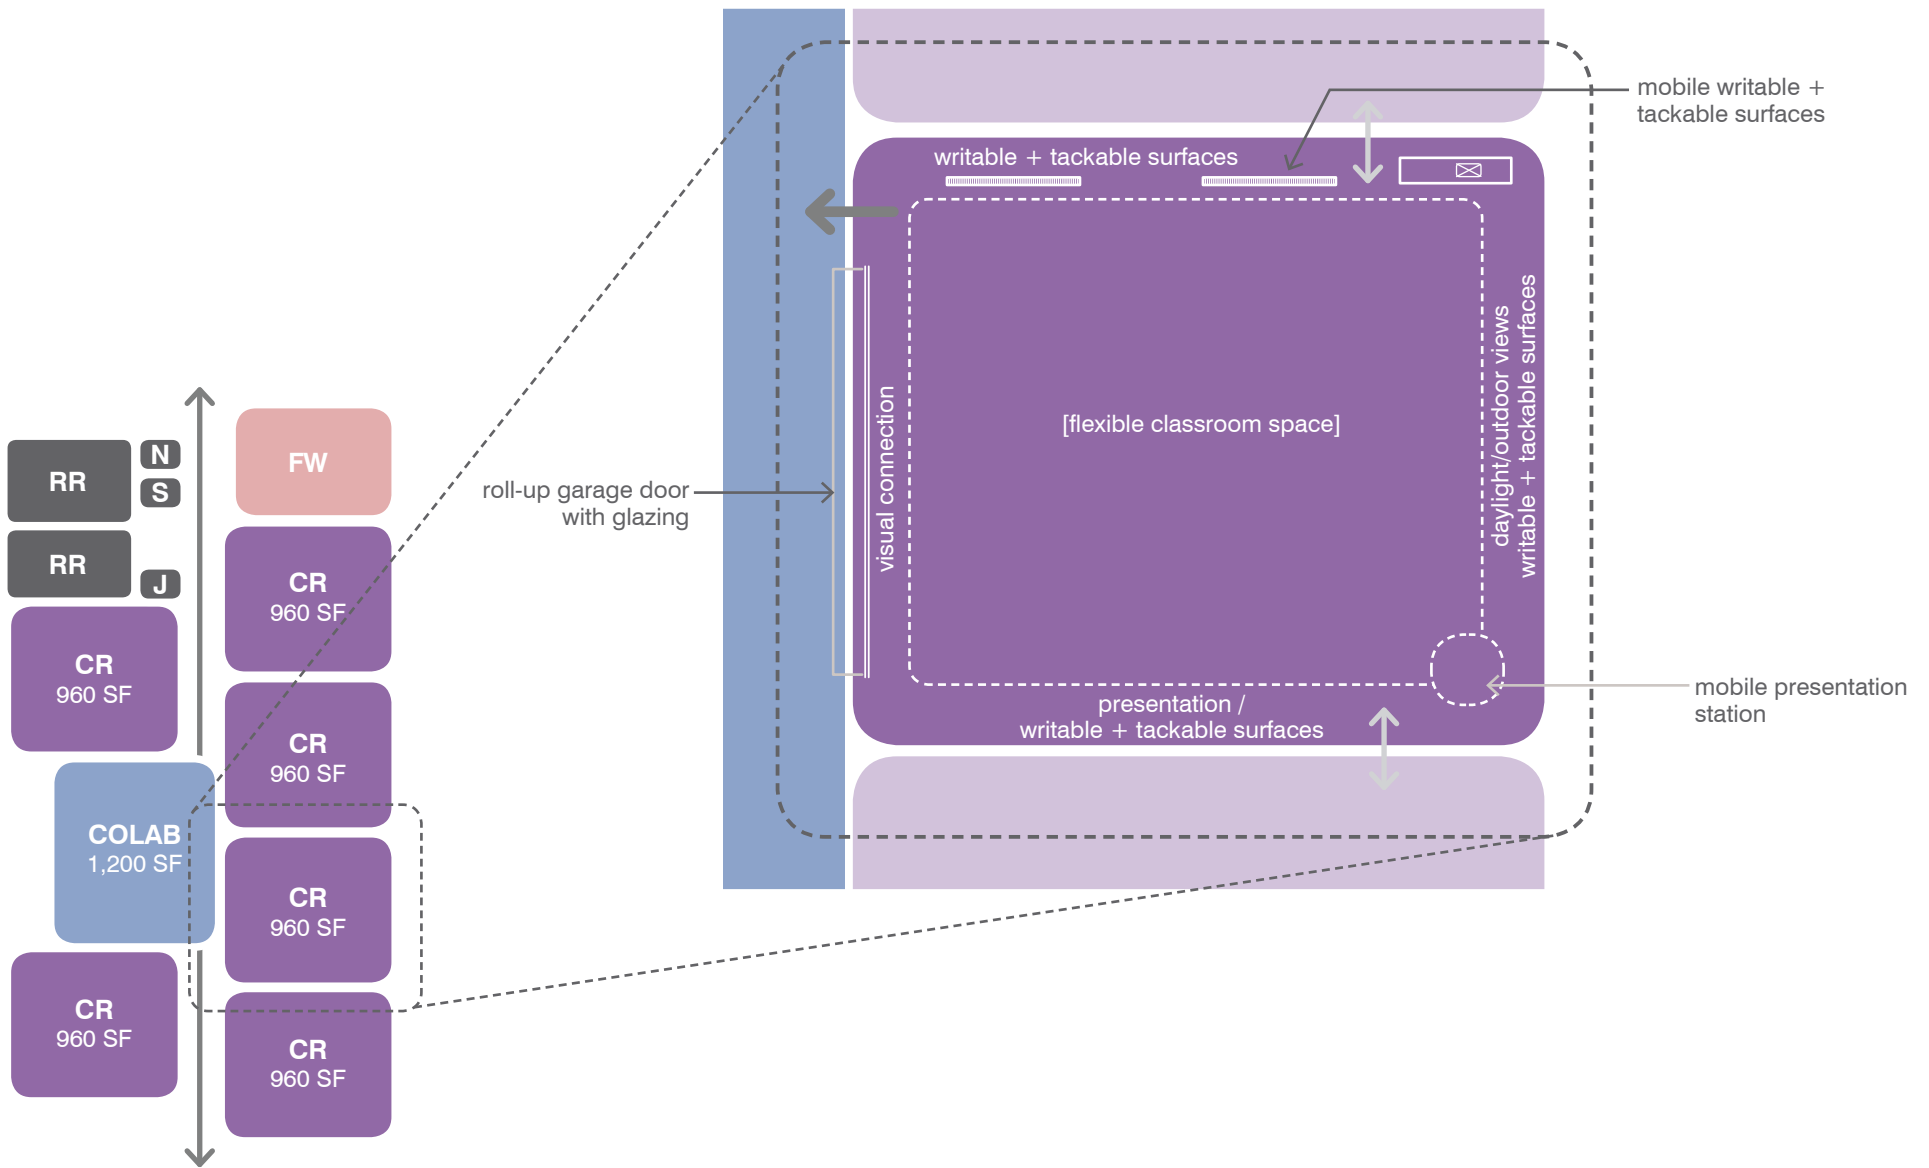 RR
N
S
RR
J
FW
CR
960 SF
CR
960 SF
CR
960 SF
COLAB
1,200 SF
CR
960 SF
CR
960 SF
CR
960 SF
roll-up garage door
with glazing
writable + tackable surfaces
mobile writable +
tackable surfaces
visual connection
[flexible classroom space]
daylight/outdoor views
writable + tackable surfaces
presentation /
writable + tackable surfaces
mobile presentation
station